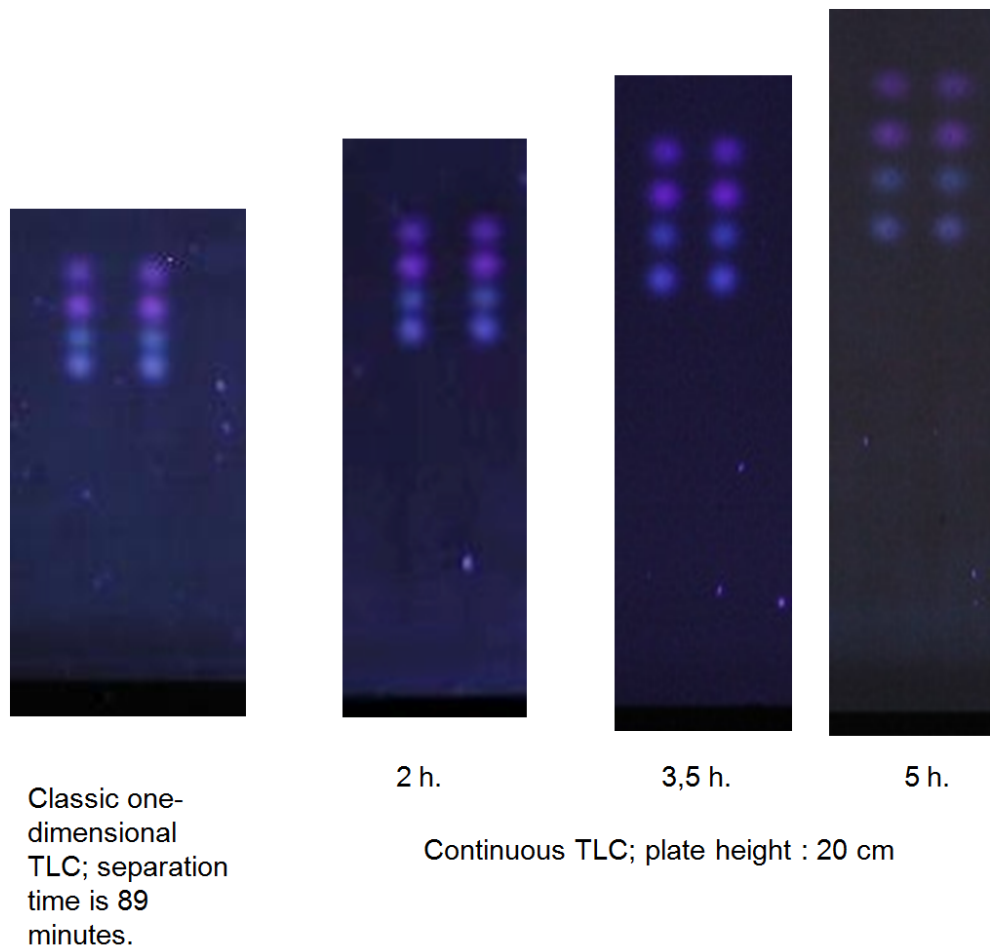 2 h.
3,5 h.
5 h.
Classic one-
dimensional
TLC; separation
time is 89
minutes.
Continuous TLC; plate height : 20 cm